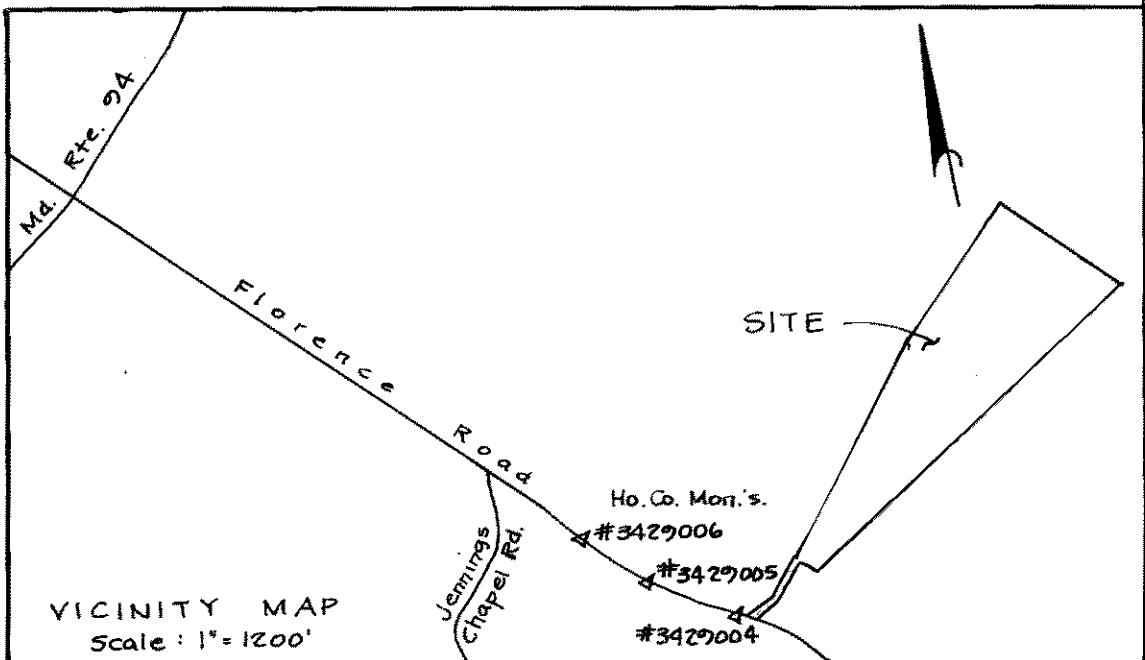 Md. Rte. 94
Florence Road
SITE
Ho. Co. Mon.'s.
#3429006
#3429005
#3429004
Jennings
Chapel Rd.
VICINITY MAP
Scale : 1" = 1200'